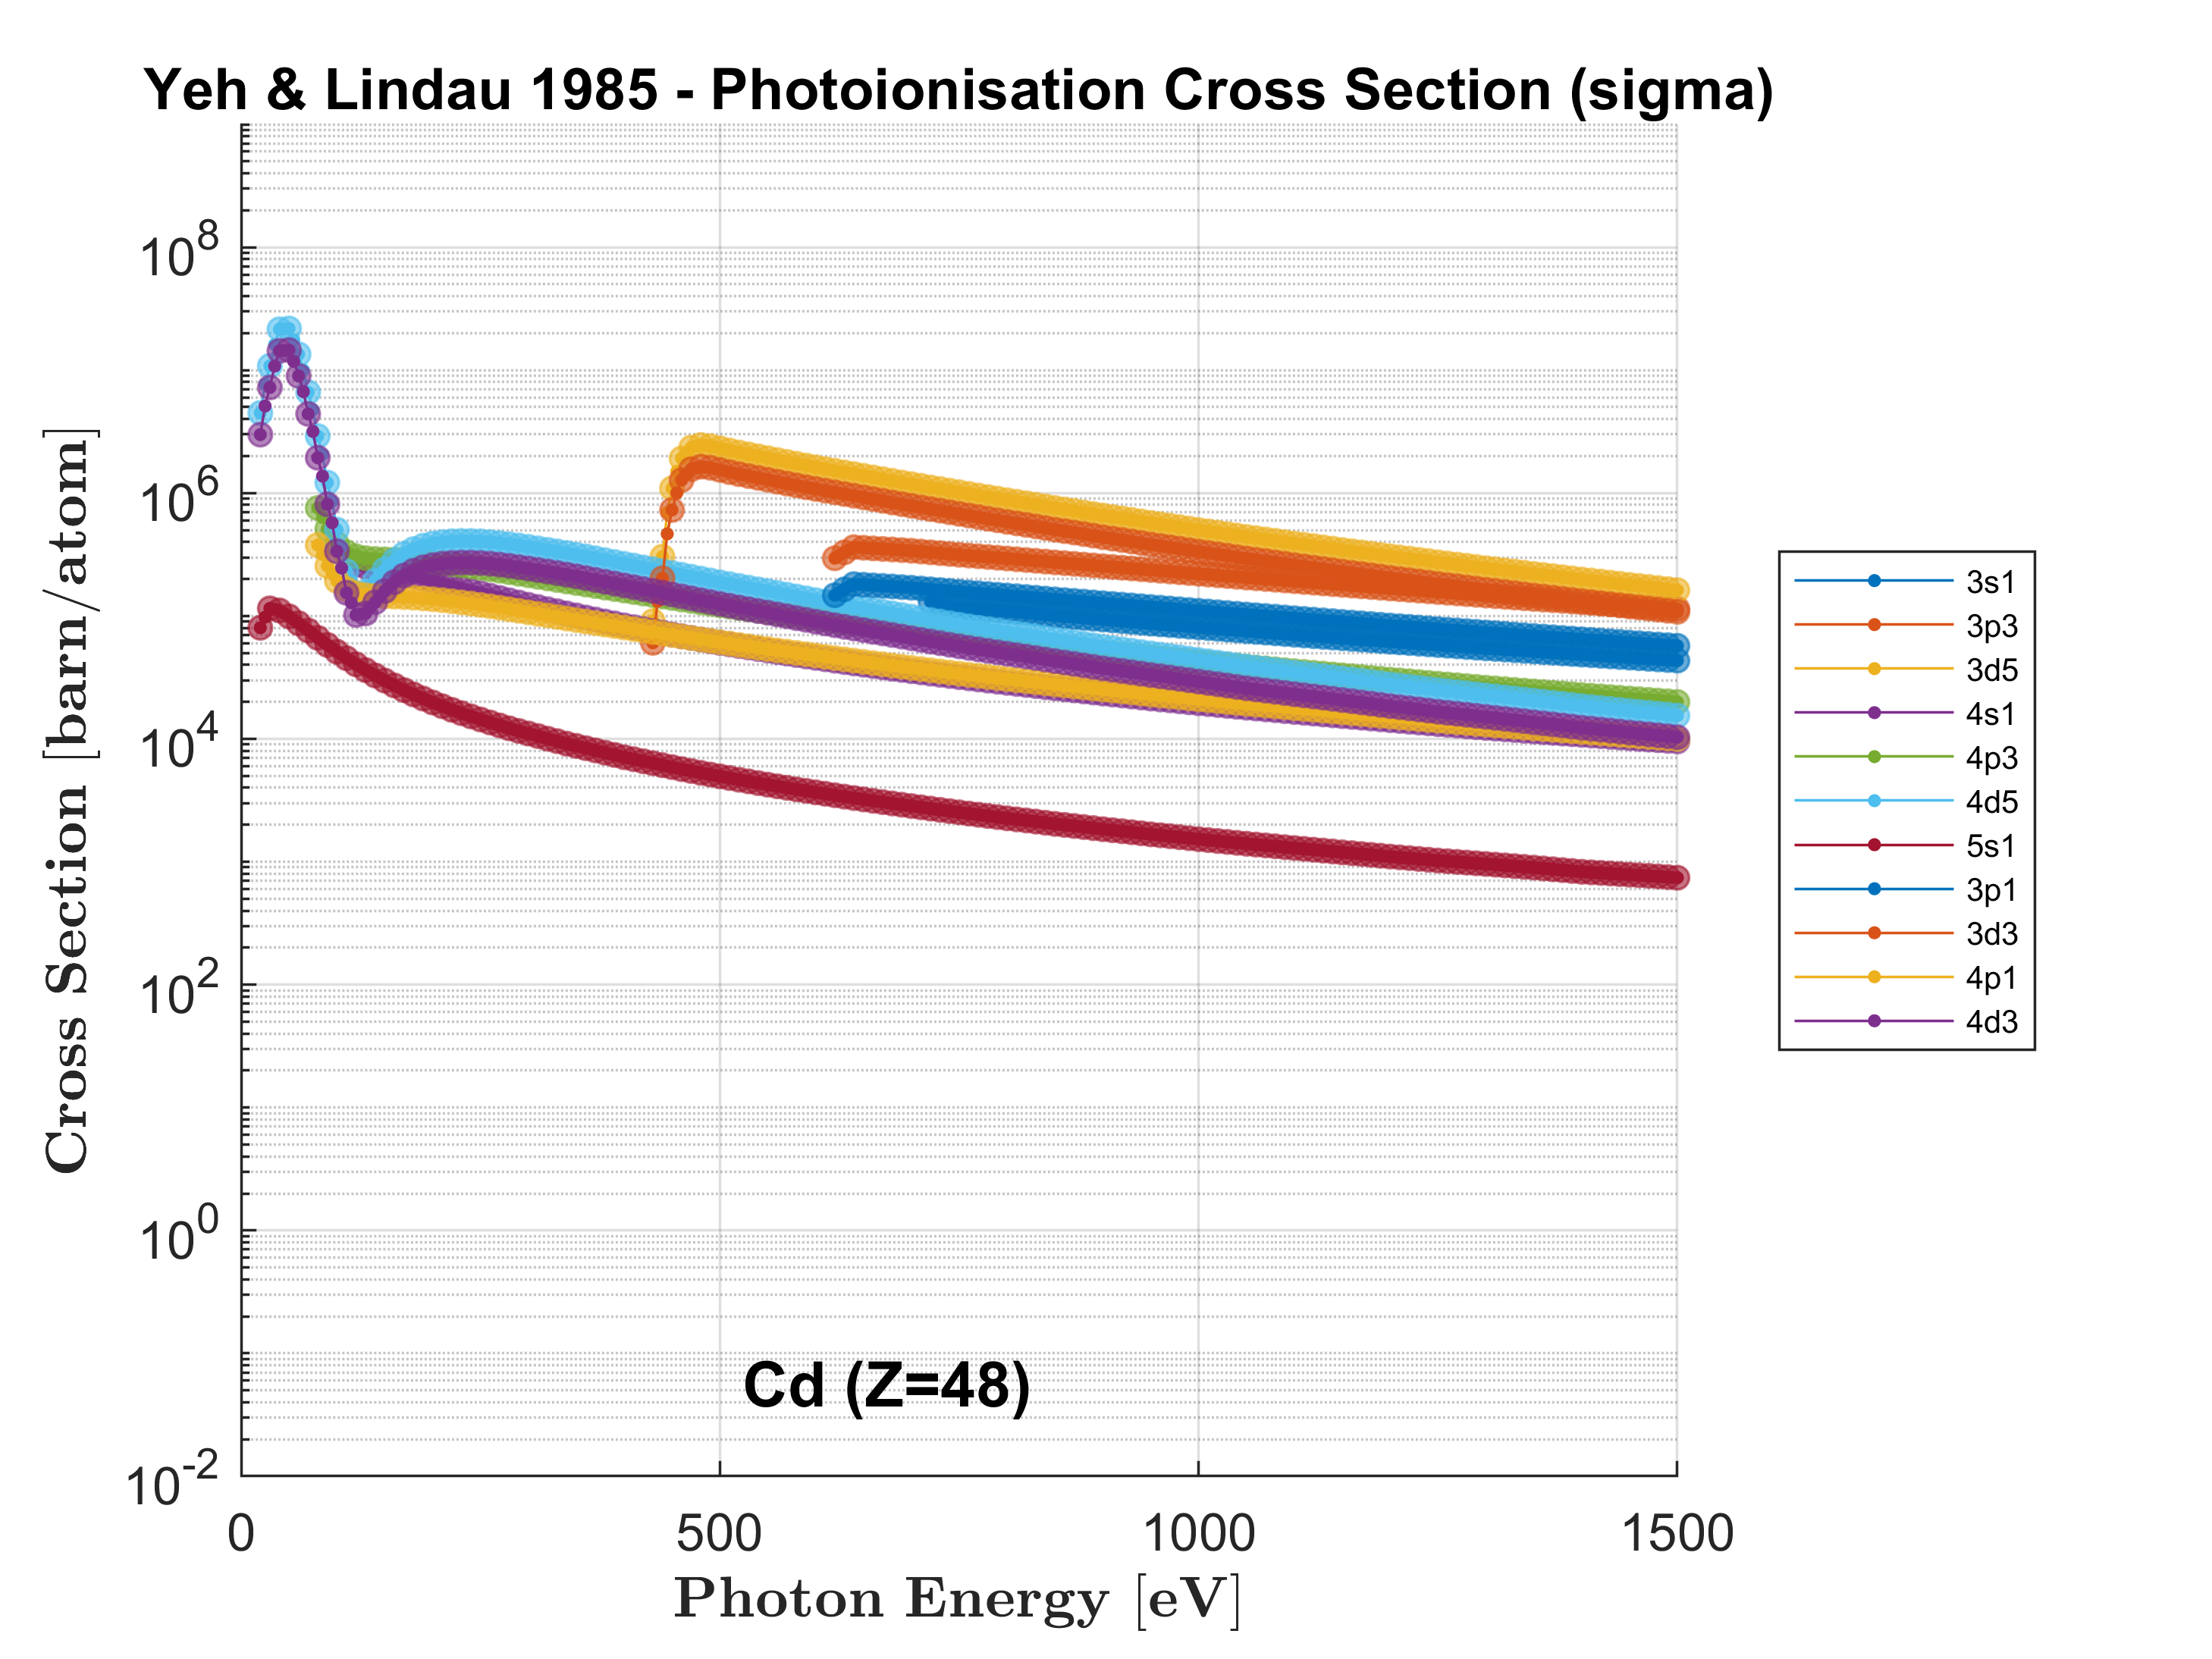 Yeh & Lindau 1985 - Photoionisation Cross Section (sigma)
Cross Section [barn/atom]
10^8
10^6
10^4
10^2
10^0
10^-2
0 500 1000 1500
Photon Energy [eV]
Cd (Z=48)
3s1
3p3
3d5
4s1
4p3
4d5
5s1
3p1
3d3
4p1
4d3